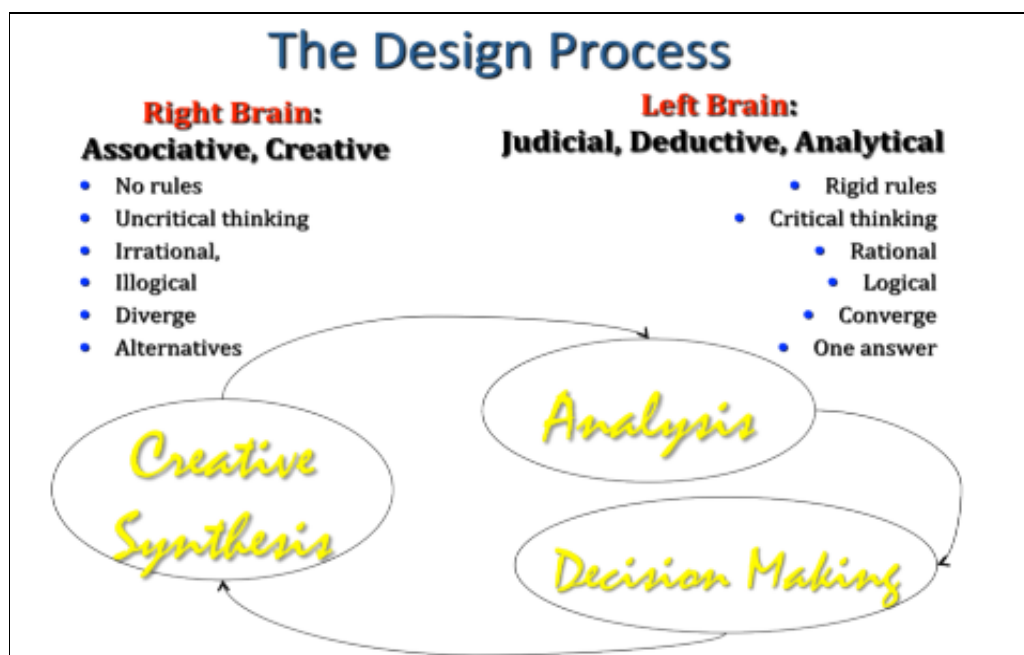 The Design Process
Right Brain:
Associative, Creative
• No rules
• Uncritical thinking
• Irrational,
• Illogical
• Diverge
• Alternatives
Left Brain:
Judicial, Deductive, Analytical
• Rigid rules
• Critical thinking
• Rational
• Logical
• Converge
• One answer
Creative
Synthesis
Analysis
Decision Making